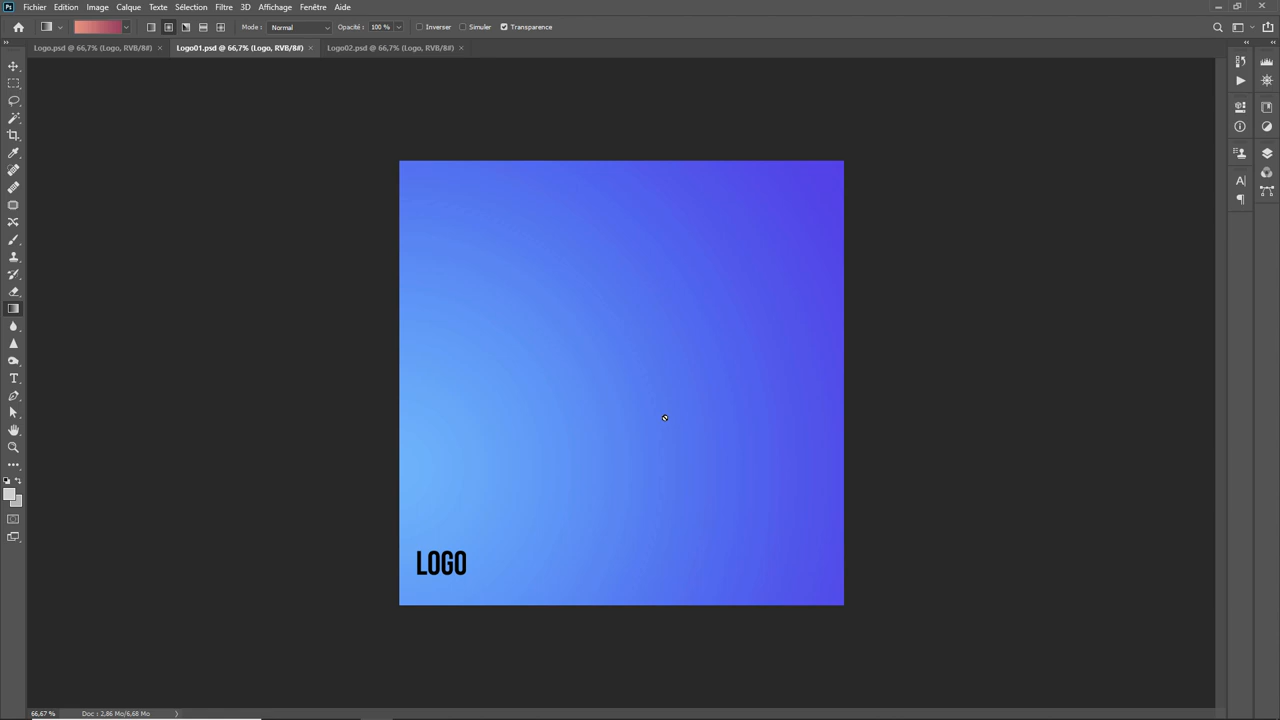 Ps Fichier Edition Image Calque Texte Sélection Filtre 3D Affichage Fenêtre Aide
Mode : Normal Opacité : 100 % Inverser Simuler Transparence
Logo.psd @ 66,7% (Logo, RVB/8#) × Logo01.psd @ 66,7% (Logo, RVB/8#) × Logo02.psd @ 66,7% (Logo, RVB/8#) ×
LOGO
66,67 % Doc : 2,86 Mo/6,68 Mo